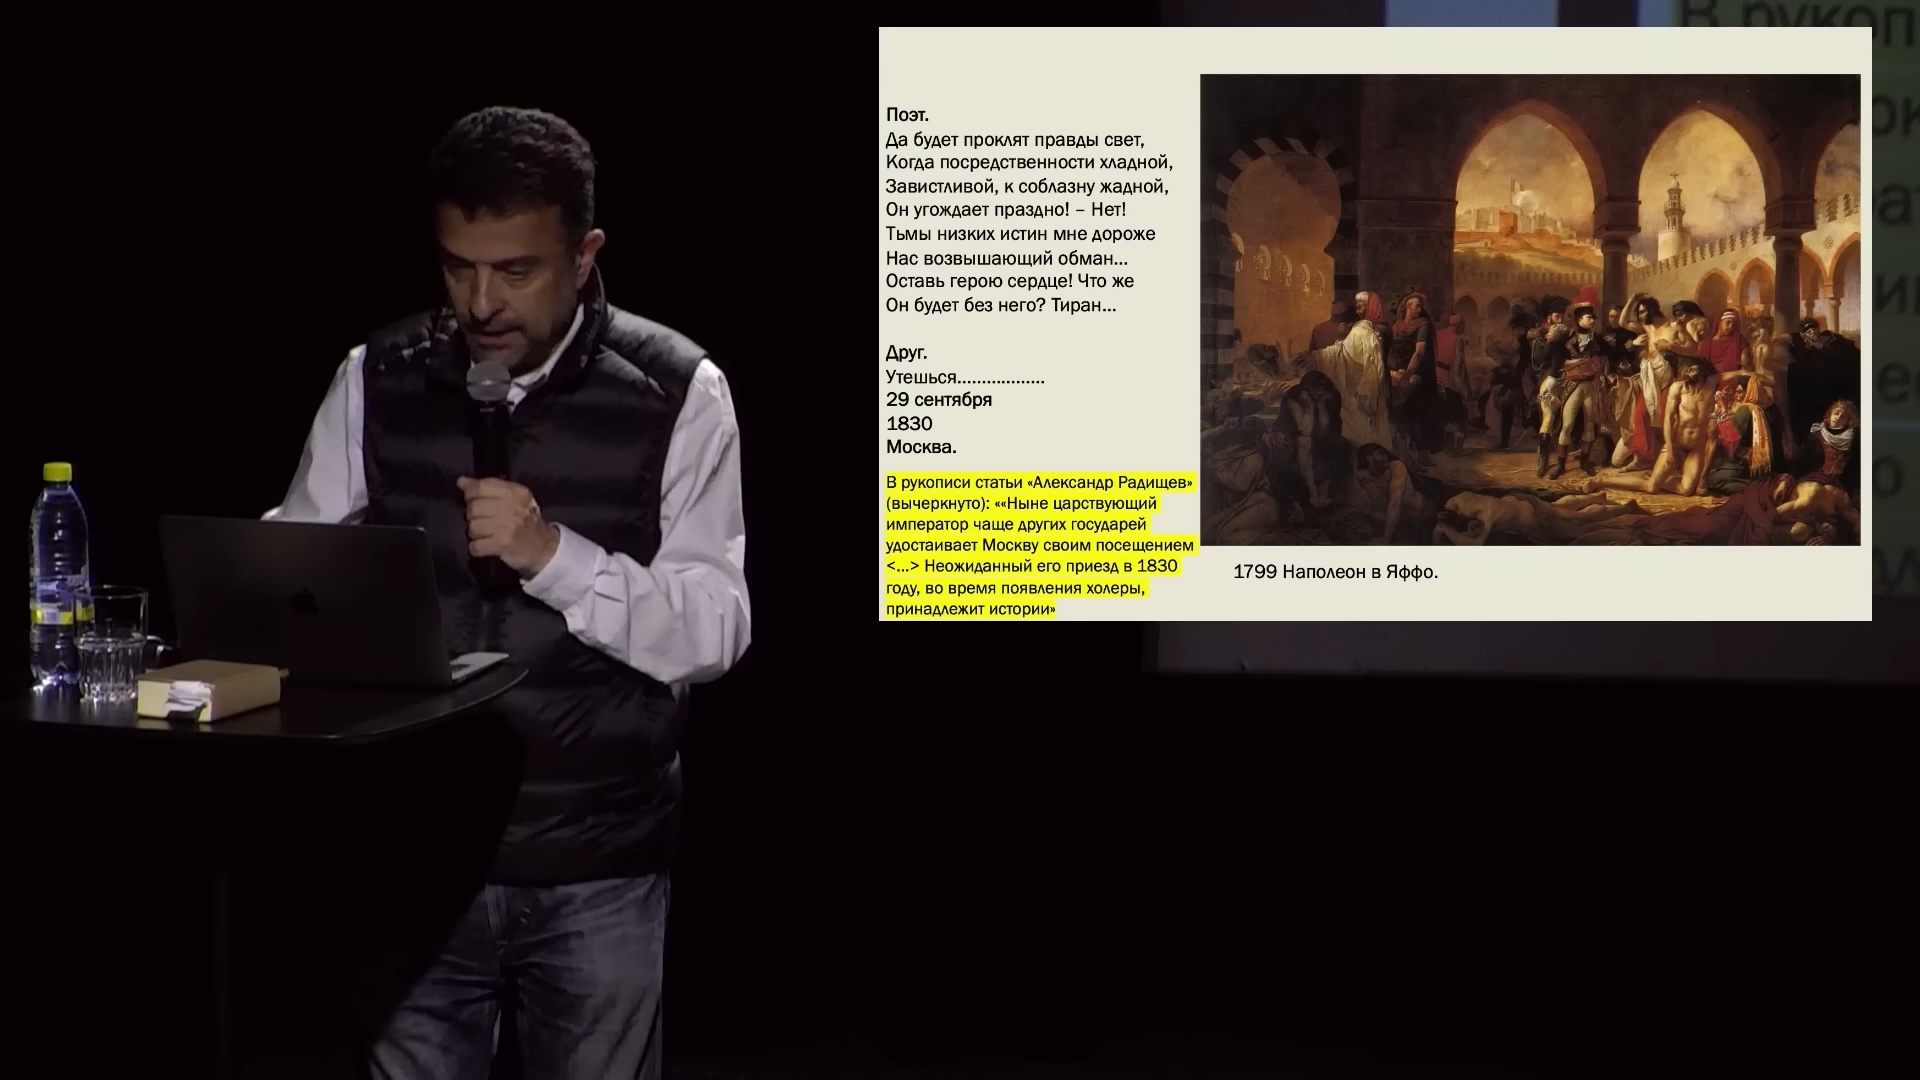 Поэт.
Да будет проклят правды свет,
Когда посредственности хладной,
Завистливой, к соблазну жадной,
Он угождает праздно! – Нет!
Тьмы низких истин мне дороже
Нас возвышающий обман...
Оставь герою сердце! Что же
Он будет без него? Тиран...
Друг.
Утешься..................
29 сентября
1830
Москва.
В рукописи статьи «Александр Радищев»
(вычеркнуто): ««Ныне царствующий
император чаще других государей
удостаивает Москву своим посещением
<...> Неожиданный его приезд в 1830
году, во время появления холеры,
принадлежит истории»
1799 Наполеон в Яффо.
В рукоп